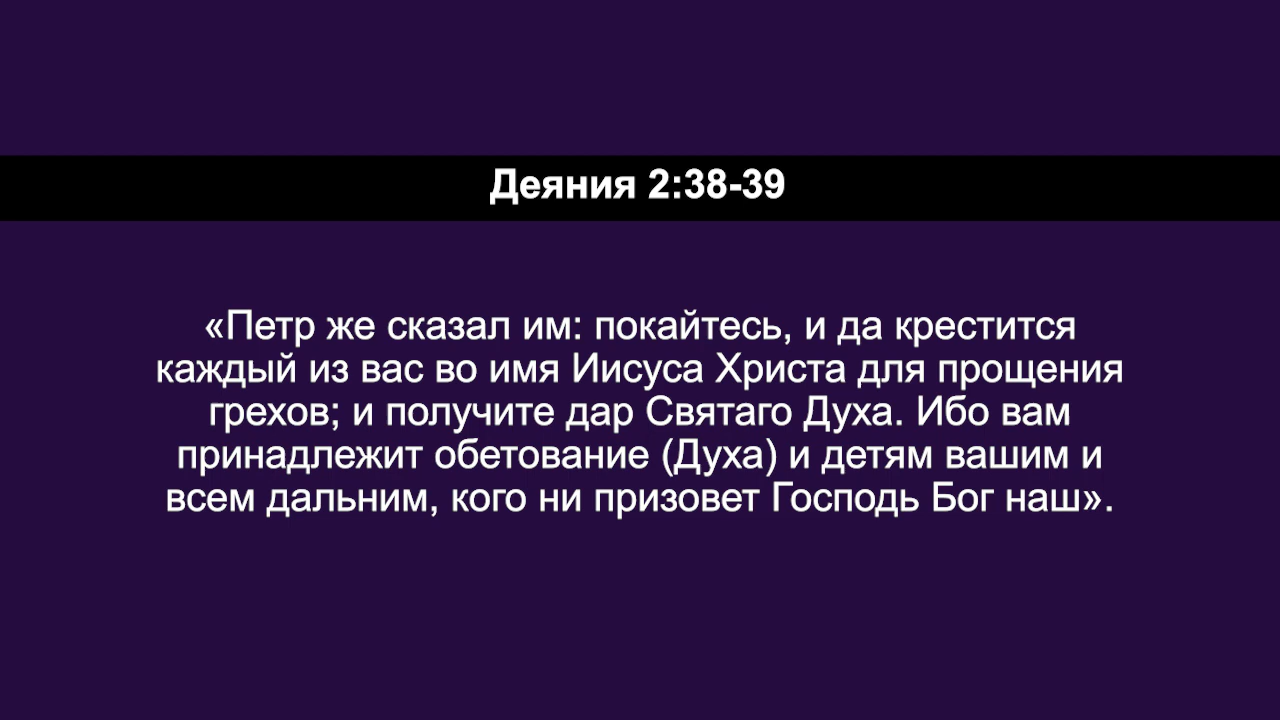 Деяния 2:38-39
«Петр же сказал им: покайтесь, и да крестится
каждый из вас во имя Иисуса Христа для прощения
грехов; и получите дар Святаго Духа. Ибо вам
принадлежит обетование (Духа) и детям вашим и
всем дальним, кого ни призовет Господь Бог наш».